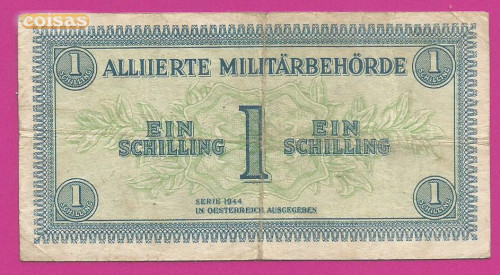 coisas
1 SCHILLING
1 SCHILLING
ALLIIERTE MILITÄRBEHÖRDE
EIN SCHILLING
1
EIN SCHILLING
SERIE 1944
IN OESTERREICH AUSGEGEBEN
1 SCHILLING
1 SCHILLING